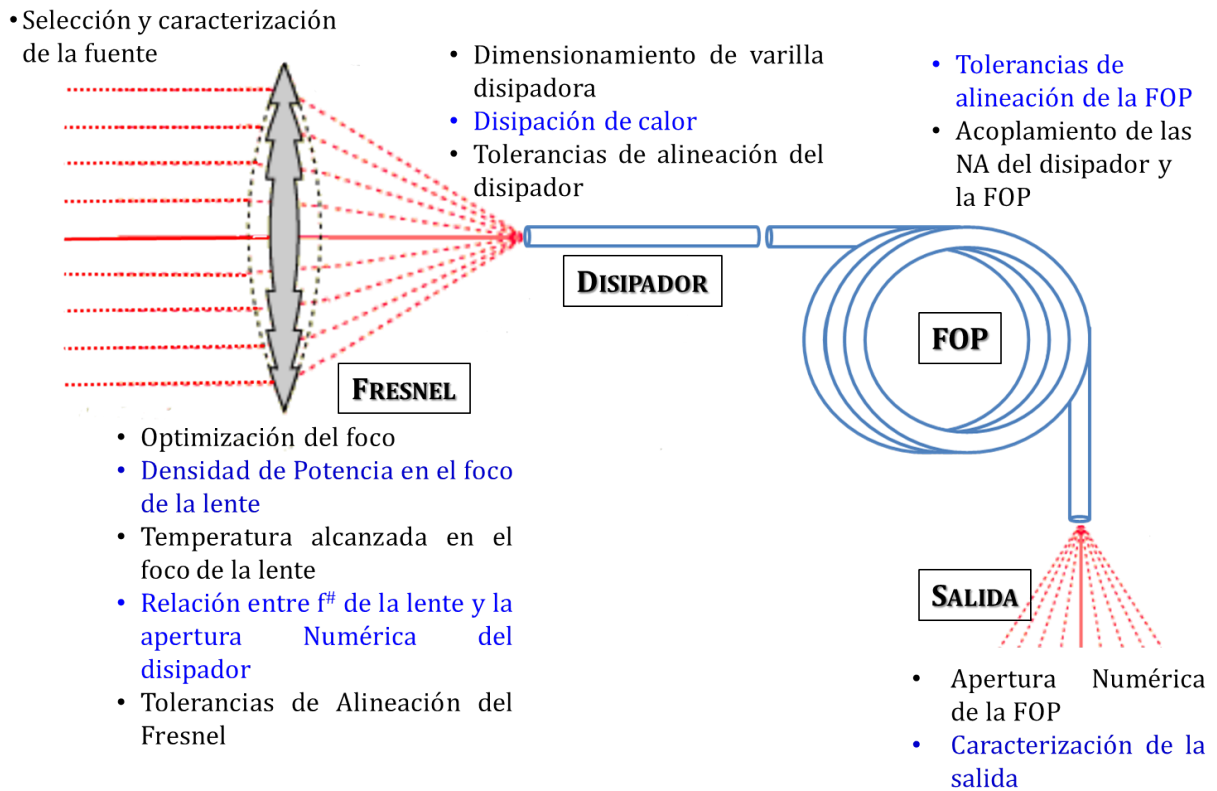 • Selección y caracterización
de la fuente
• Dimensionamiento de varilla
disipadora
• Disipación de calor
• Tolerancias de alineación del
disipador
• Tolerancias de
alineación de la FOP
• Acoplamiento de las
NA del disipador y
la FOP
DISIPADOR
FOP
FRESNEL
• Optimización del foco
• Densidad de Potencia en el foco
de la lente
• Temperatura alcanzada en el
foco de la lente
• Relación entre f# de la lente y la
apertura Numérica del
disipador
• Tolerancias de Alineación del
Fresnel
SALIDA
• Apertura Numérica
de la FOP
• Caracterización de la
salida